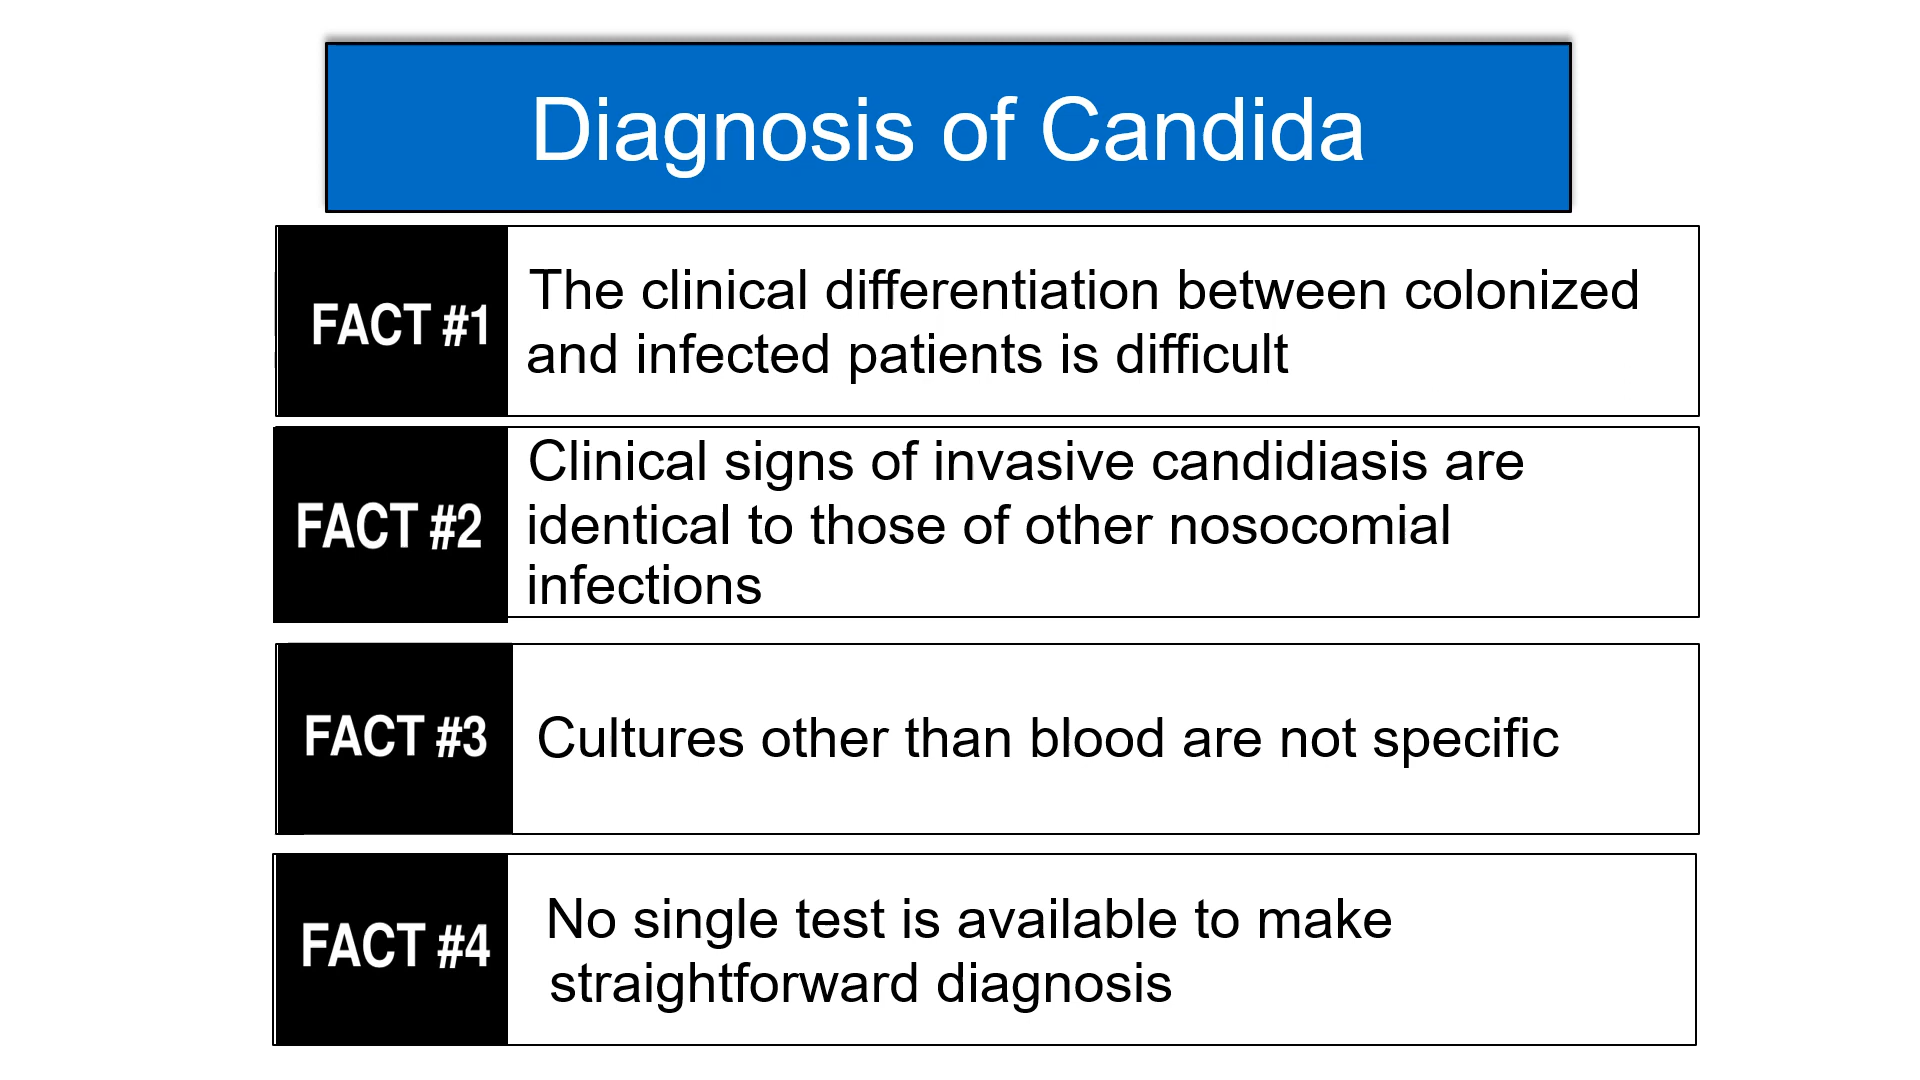 Diagnosis of Candida
FACT #1
The clinical differentiation between colonized
and infected patients is difficult
FACT #2
Clinical signs of invasive candidiasis are
identical to those of other nosocomial
infections
FACT #3
Cultures other than blood are not specific
FACT #4
No single test is available to make
straightforward diagnosis